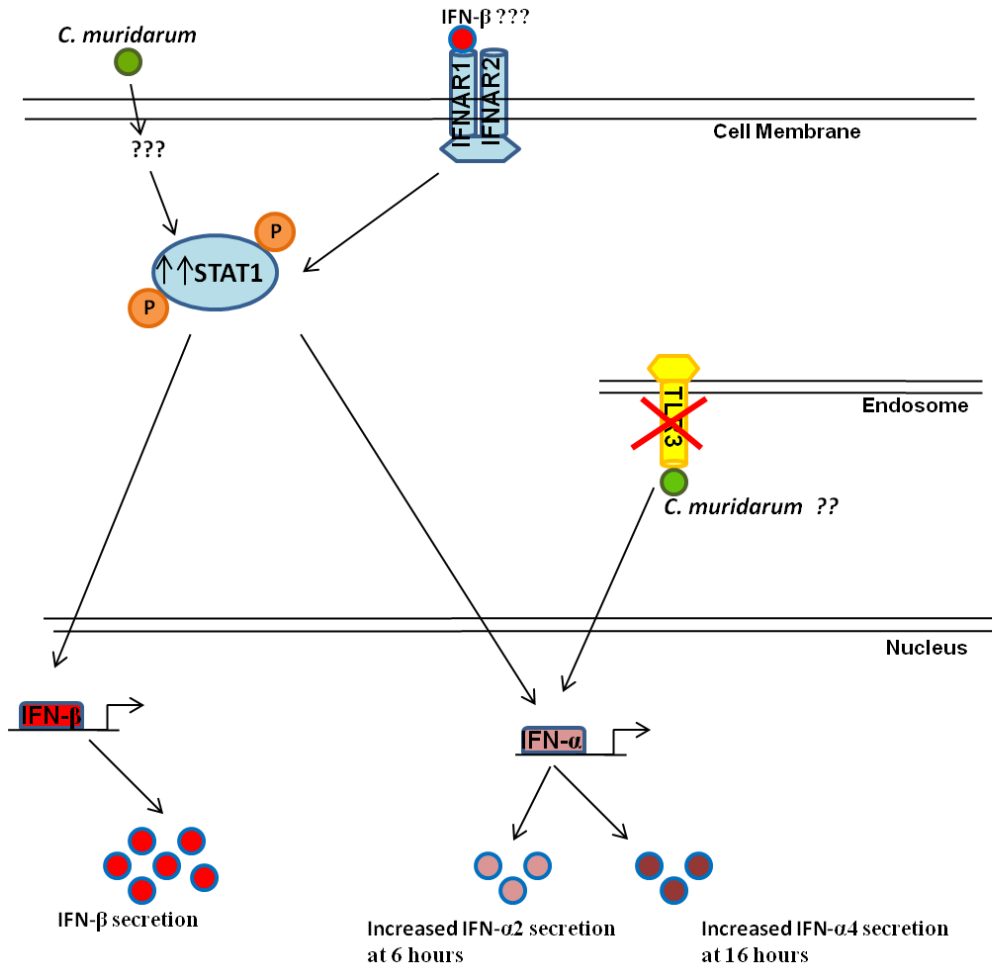 IFN-β ???
C. muridarum
IFNAR1
IFNAR2
Cell Membrane
???
P
↑↑STAT1
P
TLR3
Endosome
C. muridarum ??
Nucleus
IFN-β
IFN-α
IFN-β secretion
Increased IFN-α2 secretion
at 6 hours
Increased IFN-α4 secretion
at 16 hours